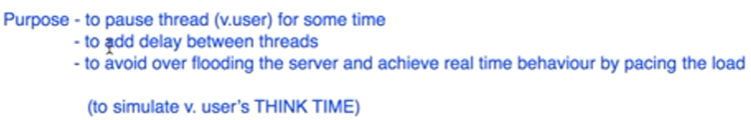 Purpose - to pause thread (v.user) for some time
- to add delay between threads
- to avoid over flooding the server and achieve real time behaviour by pacing the load
(to simulate v. user's THINK TIME)